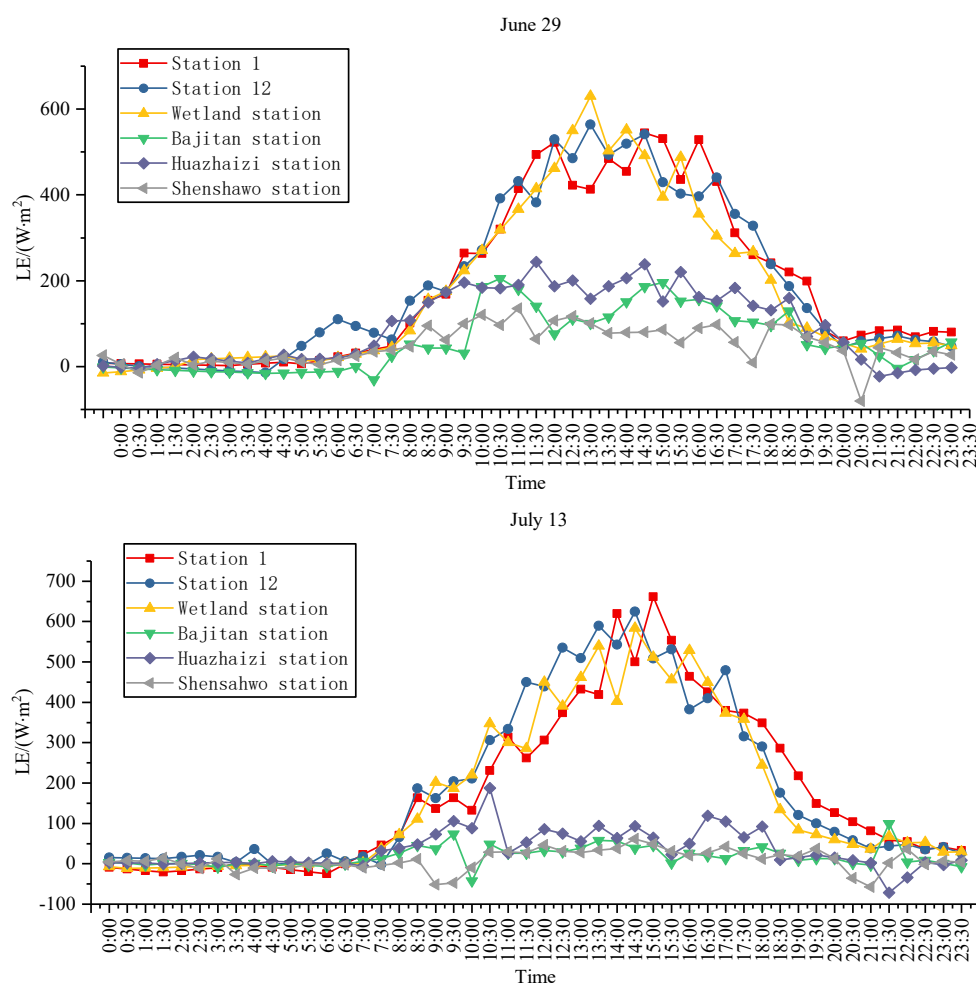 June 29
Station 1
Station 12
Wetland station
Bajitan station
Huazhaizi station
Shenshawo station
LE/(W·m²)
600
400
200
0
0:00 0:30 1:00 1:30 2:00 2:30 3:00 3:30 4:00 4:30 5:00 5:30 6:00 6:30 7:00 7:30 8:00 8:30 9:00 9:30 10:00 10:30 11:00 11:30 12:00 12:30 13:00 13:30 14:00 14:30 15:00 15:30 16:00 16:30 17:00 17:30 18:00 18:30 19:00 19:30 20:00 20:30 21:00 21:30 22:00 22:30 23:00 23:30
Time
July 13
Station 1
Station 12
Wetland station
Bajitan station
Huazhaizi station
Shensahwo station
LE/(W·m²)
700
600
500
400
300
200
100
0
-100
0:00 0:30 1:00 1:30 2:00 2:30 3:00 3:30 4:00 4:30 5:00 5:30 6:00 6:30 7:00 7:30 8:00 8:30 9:00 9:30 10:00 10:30 11:00 11:30 12:00 12:30 13:00 13:30 14:00 14:30 15:00 15:30 16:00 16:30 17:00 17:30 18:00 18:30 19:00 19:30 20:00 20:30 21:00 21:30 22:00 22:30 23:00 23:30
Time